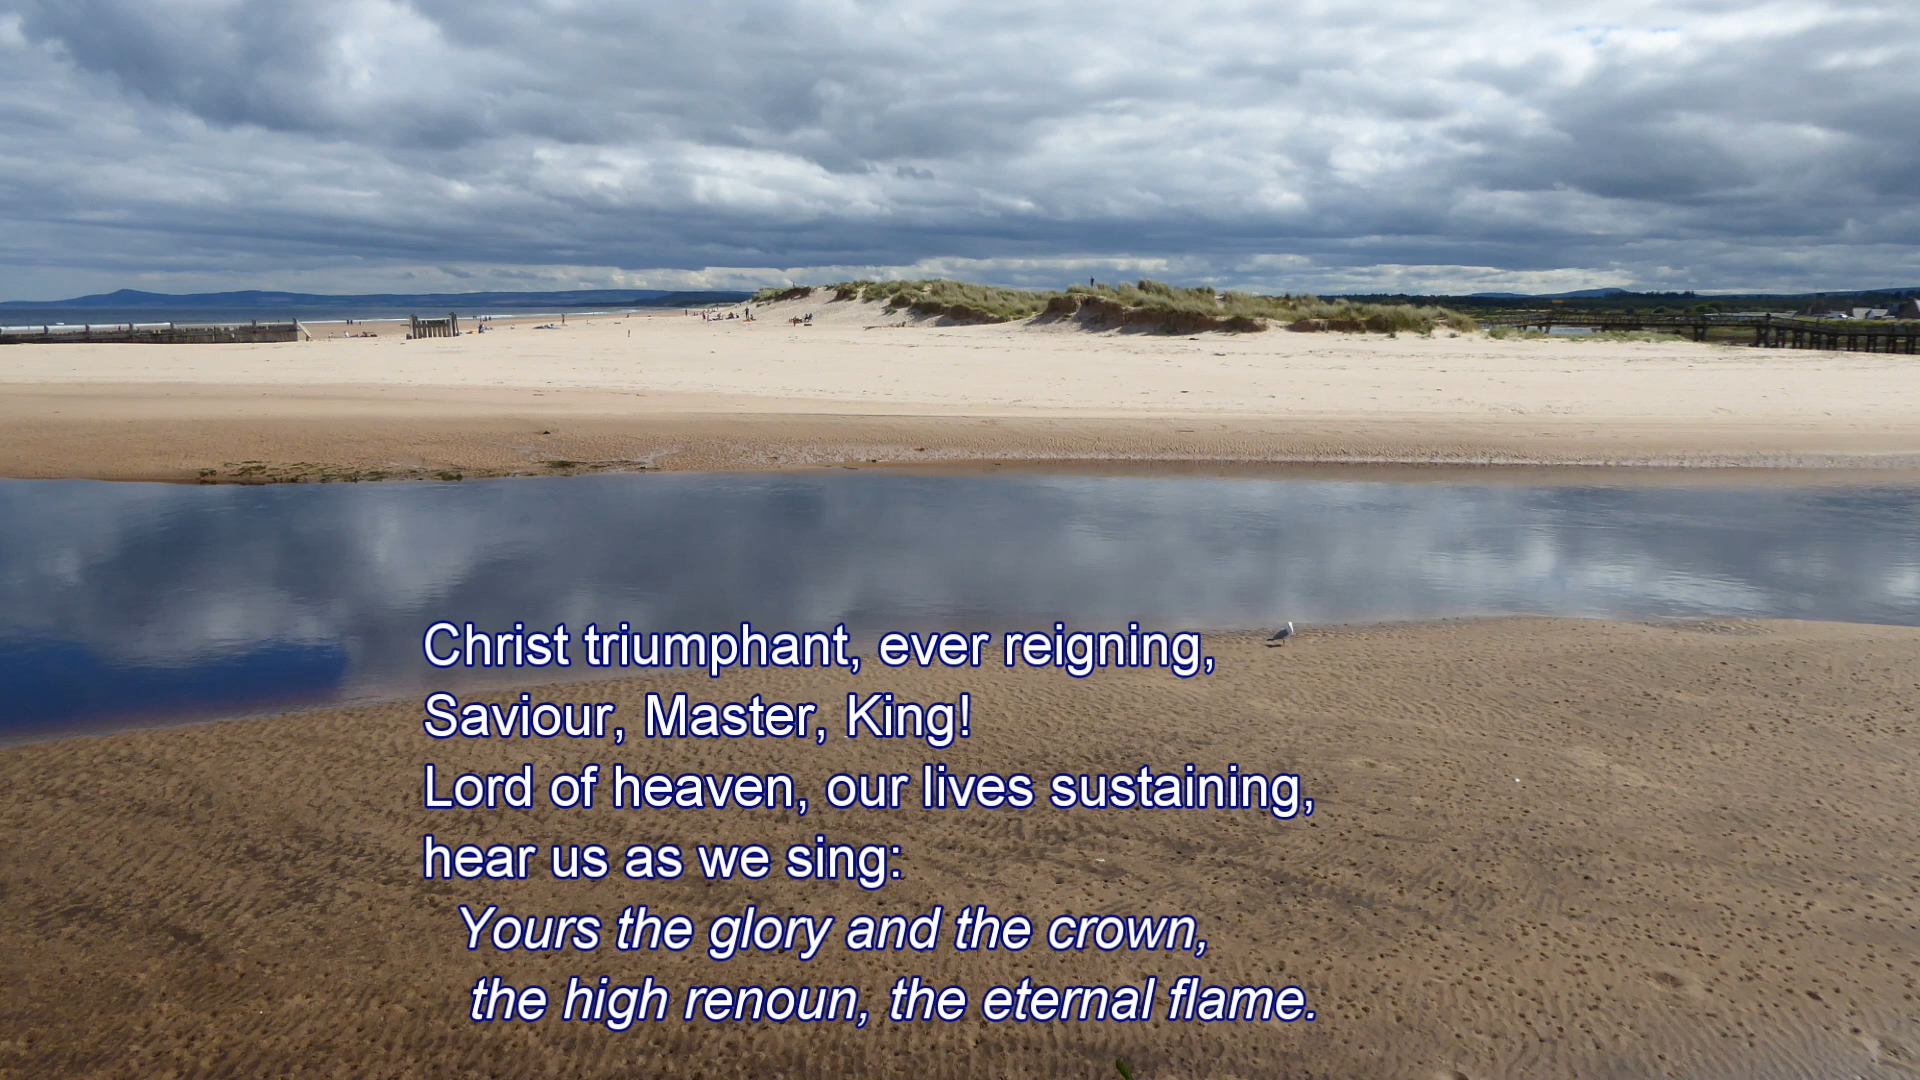 Christ triumphant, ever reigning,
Saviour, Master, King!
Lord of heaven, our lives sustaining,
hear us as we sing:
Yours the glory and the crown,
the high renoun, the eternal flame.